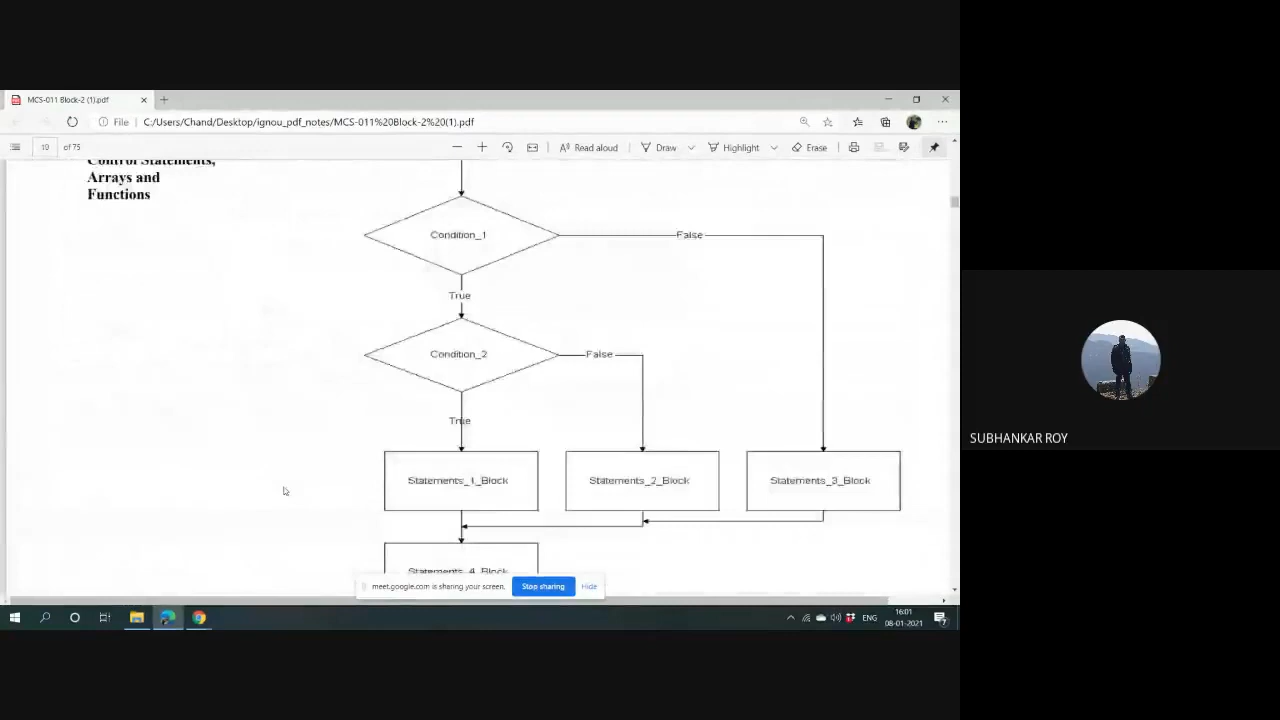 MCS-011 Block-2 (1).pdf
File
C:/Users/Chand/Desktop/ignou_pdf_notes/MCS-011%20Block-2%20(1).pdf
19 of 75
Read aloud
Draw
Highlight
Erase
Control Statements,
Arrays and
Functions
Condition_1
False
True
Condition_2
False
True
Statements_1_Block
Statements_2_Block
Statements_3_Block
Statements_4_Block
meet.google.com is sharing your screen.
Stop sharing
Hide
SUBHANKAR ROY
ENG
16:01
08-01-2021
7